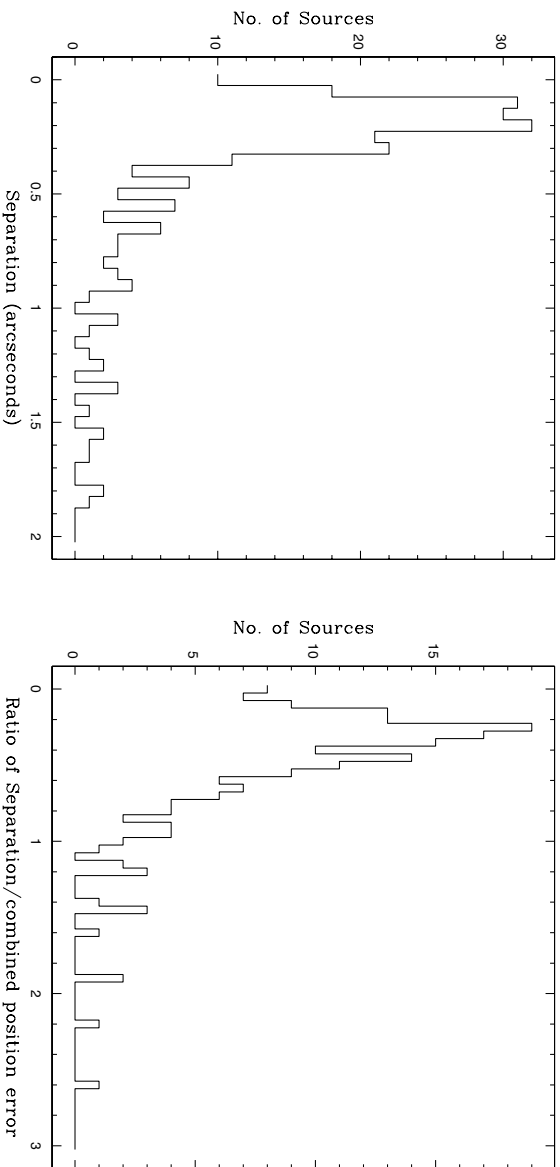 No. of Sources
0 10 20 30
0 0.5 1 1.5 2
Separation (arcseconds)
No. of Sources
0 5 10 15
0 1 2 3
Ratio of Separation/combined position error